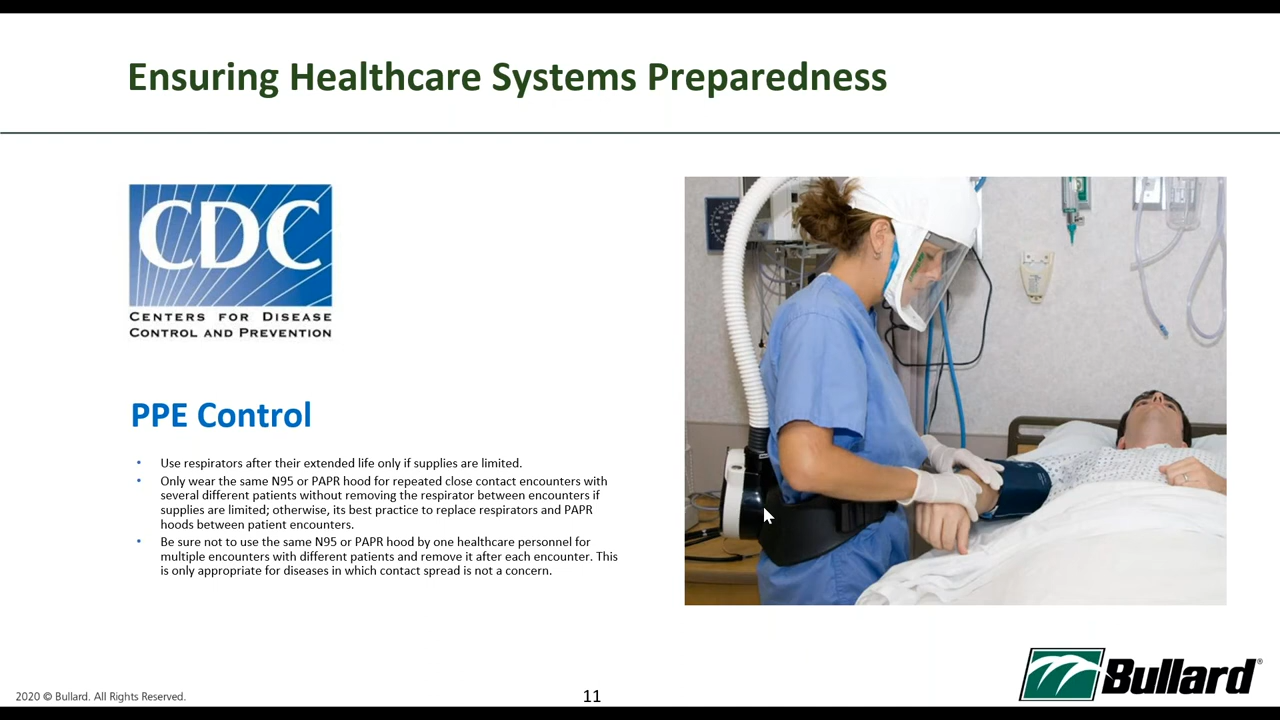 Ensuring Healthcare Systems Preparedness
CDC
CENTERS FOR DISEASE
CONTROL AND PREVENTION
PPE Control
• Use respirators after their extended life only if supplies are limited.
• Only wear the same N95 or PAPR hood for repeated close contact encounters with
several different patients without removing the respirator between encounters if
supplies are limited; otherwise, its best practice to replace respirators and PAPR
hoods between patient encounters.
• Be sure not to use the same N95 or PAPR hood by one healthcare personnel for
multiple encounters with different patients and remove it after each encounter. This
is only appropriate for diseases in which contact spread is not a concern.
2020 © Bullard. All Rights Reserved.
11
Bullard®